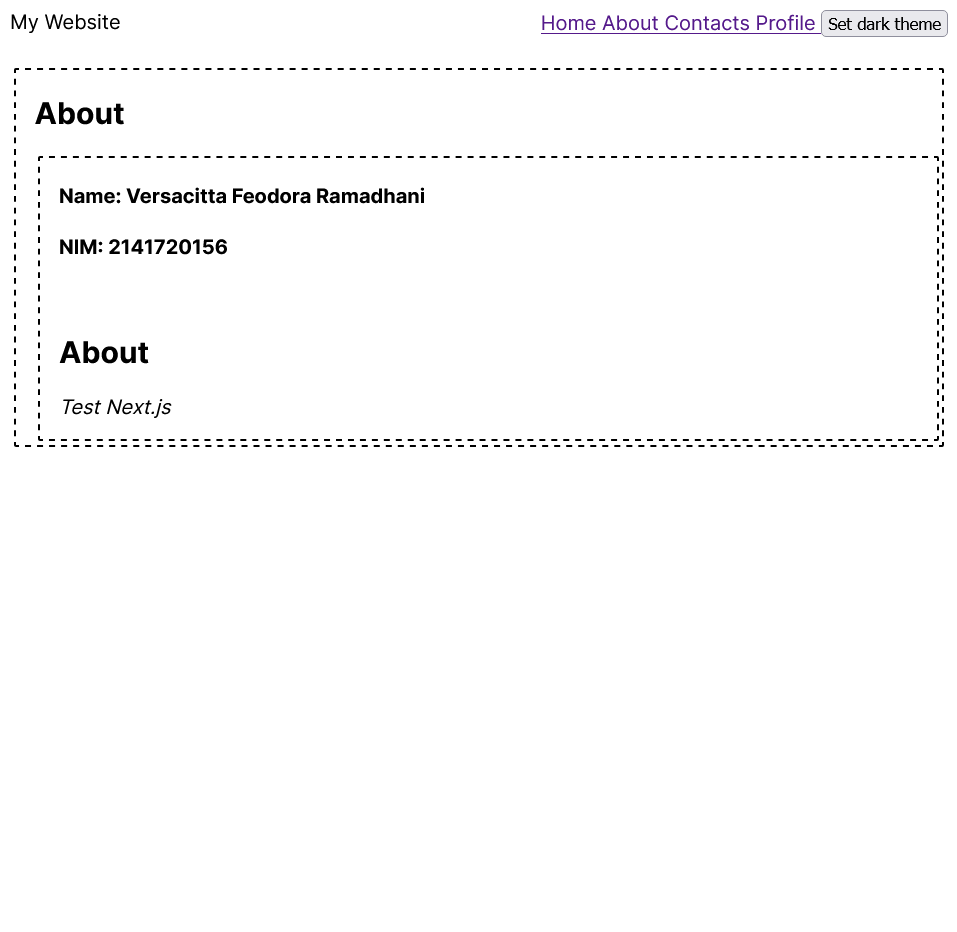 My Website
Home About Contacts Profile Set dark theme
About
Name: Versacitta Feodora Ramadhani
NIM: 2141720156
About
Test Next.js